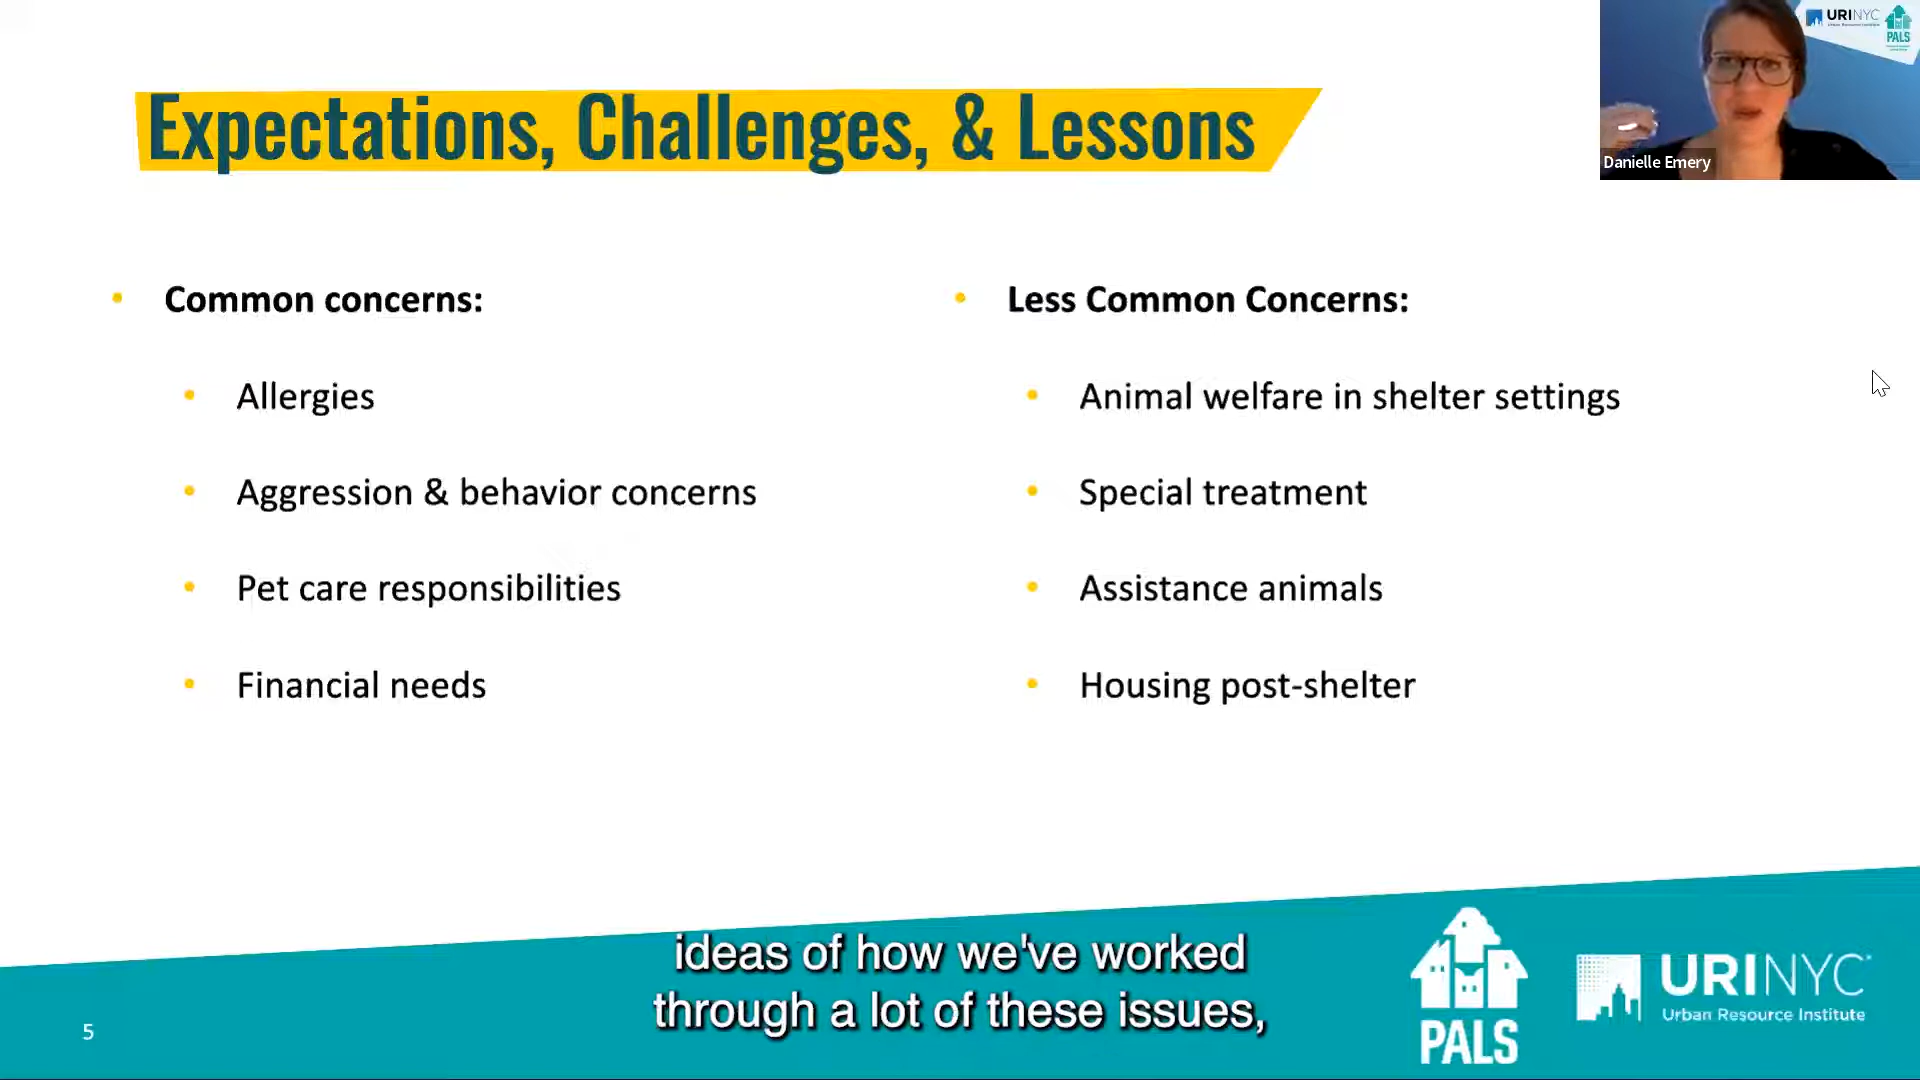 Expectations, Challenges, & Lessons
URINYC
PALS
Danielle Emery
• Common concerns:
• Allergies
• Aggression & behavior concerns
• Pet care responsibilities
• Financial needs
• Less Common Concerns:
• Animal welfare in shelter settings
• Special treatment
• Assistance animals
• Housing post-shelter
ideas of how we've worked
through a lot of these issues,
5
PALS
URINYC
Urban Resource Institute